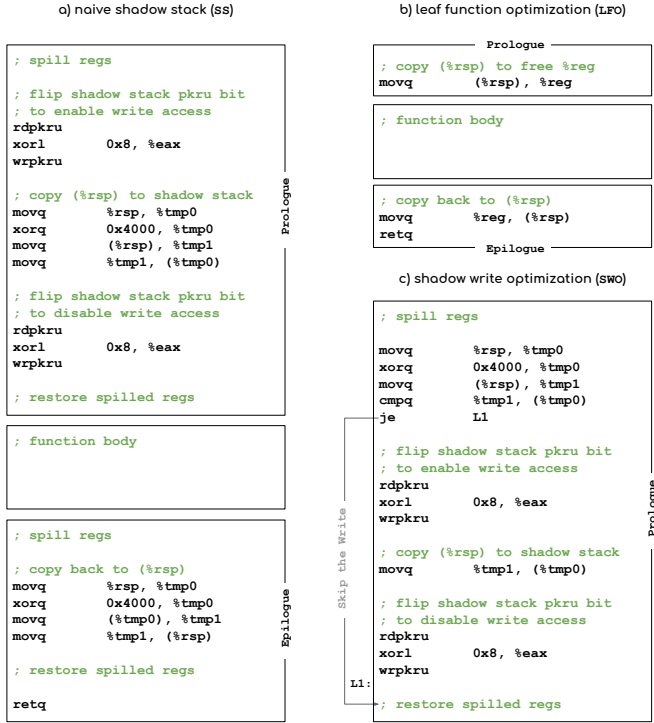 a) naive shadow stack (SS)
; spill regs
; flip shadow stack pkru bit
; to enable write access
rdpkru
xorl 0x8, %eax
wrpkru
; copy (%rsp) to shadow stack
movq %rsp, %tmp0
xorq 0x4000, %tmp0
movq (%rsp), %tmp1
movq %tmp1, (%tmp0)
; flip shadow stack pkru bit
; to disable write access
rdpkru
xorl 0x8, %eax
wrpkru
; restore spilled regs
Prologue
; function body
; spill regs
; copy back to (%rsp)
movq %rsp, %tmp0
xorq 0x4000, %tmp0
movq (%tmp0), %tmp1
movq %tmp1, (%rsp)
; restore spilled regs
retq
Epilogue
b) leaf function optimization (LFO)
Prologue
; copy (%rsp) to free %reg
movq (%rsp), %reg
; function body
; copy back to (%rsp)
movq %reg, (%rsp)
retq
Epilogue
c) shadow write optimization (SWO)
; spill regs
movq %rsp, %tmp0
xorq 0x4000, %tmp0
movq (%rsp), %tmp1
cmpq %tmp1, (%tmp0)
je L1
; flip shadow stack pkru bit
; to enable write access
rdpkru
xorl 0x8, %eax
wrpkru
; copy (%rsp) to shadow stack
movq %tmp1, (%tmp0)
; flip shadow stack pkru bit
; to disable write access
rdpkru
xorl 0x8, %eax
wrpkru
L1:
; restore spilled regs
Skip the Write
Prologue